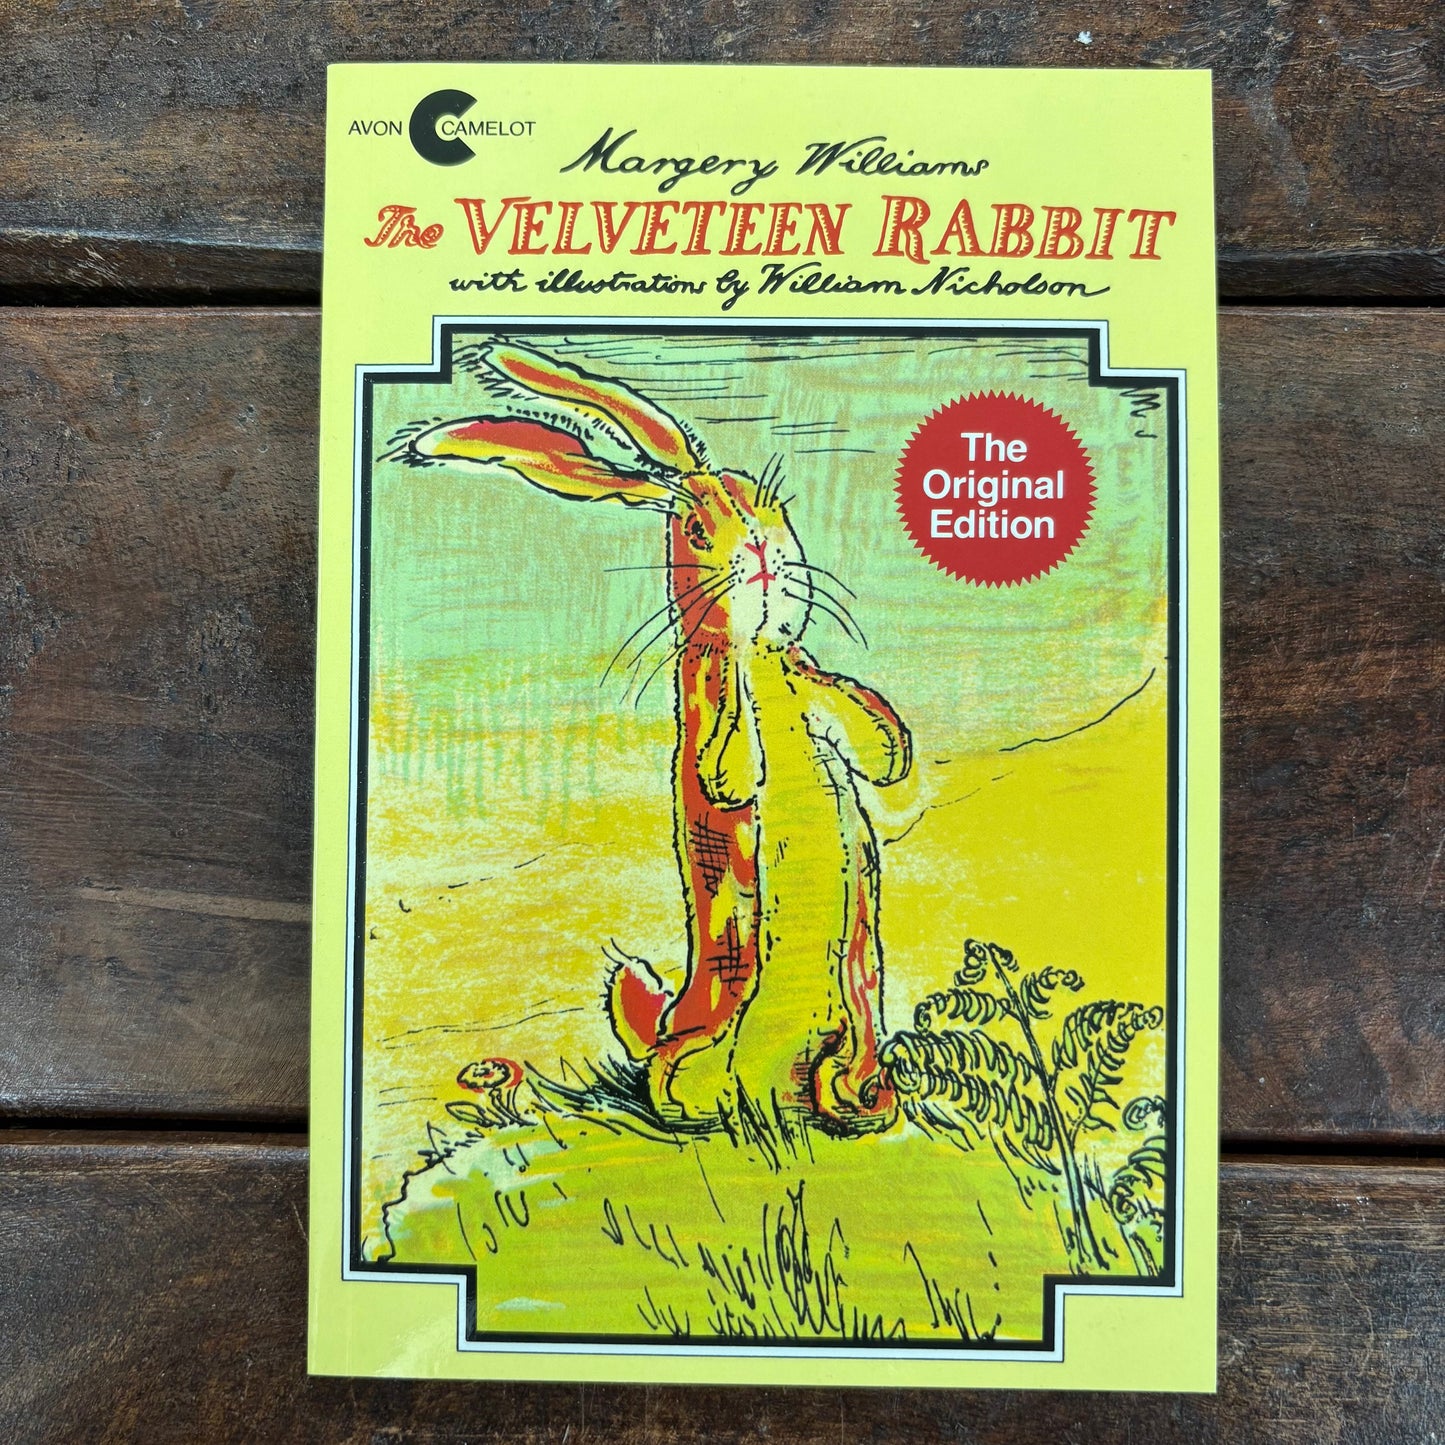 AVON CAMELOT
Margery Williams
The VELVETEEN RABBIT
with illustrations by William Nicholson
The
Original
Edition